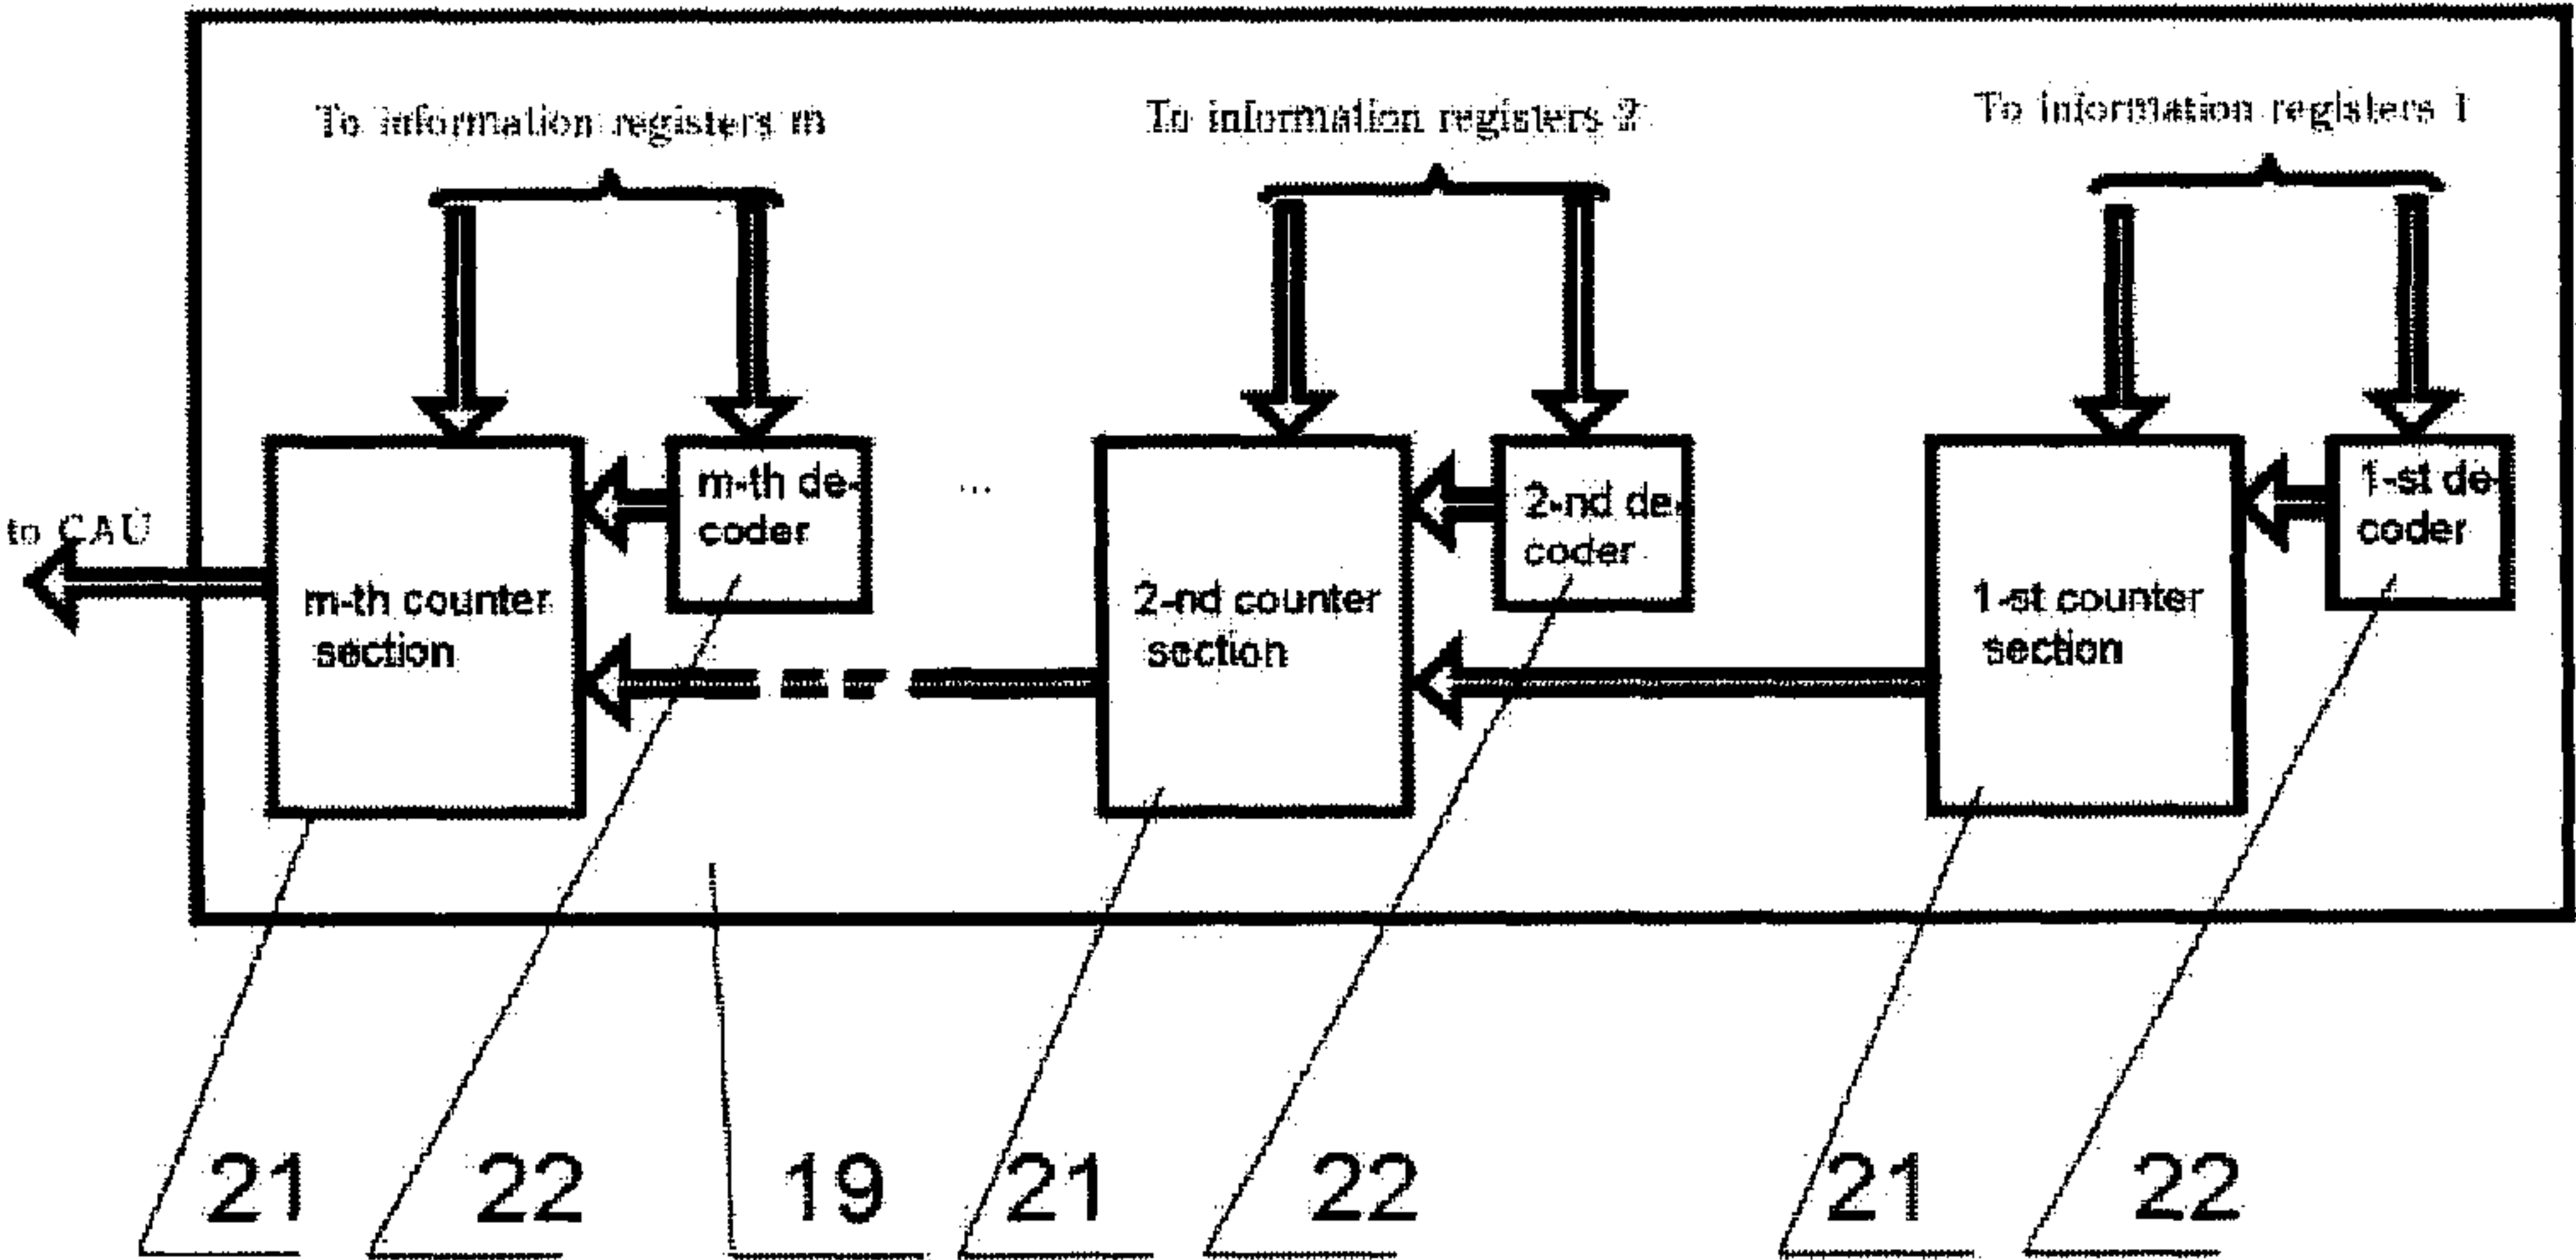 To information registers m
To information registers 2
To information registers 1
to CAU
m-th counter
section
m-th de-
coder
...
2-nd counter
section
2-nd de-
coder
1-st counter
section
1-st de-
coder
21
22
19
21
22
21
22